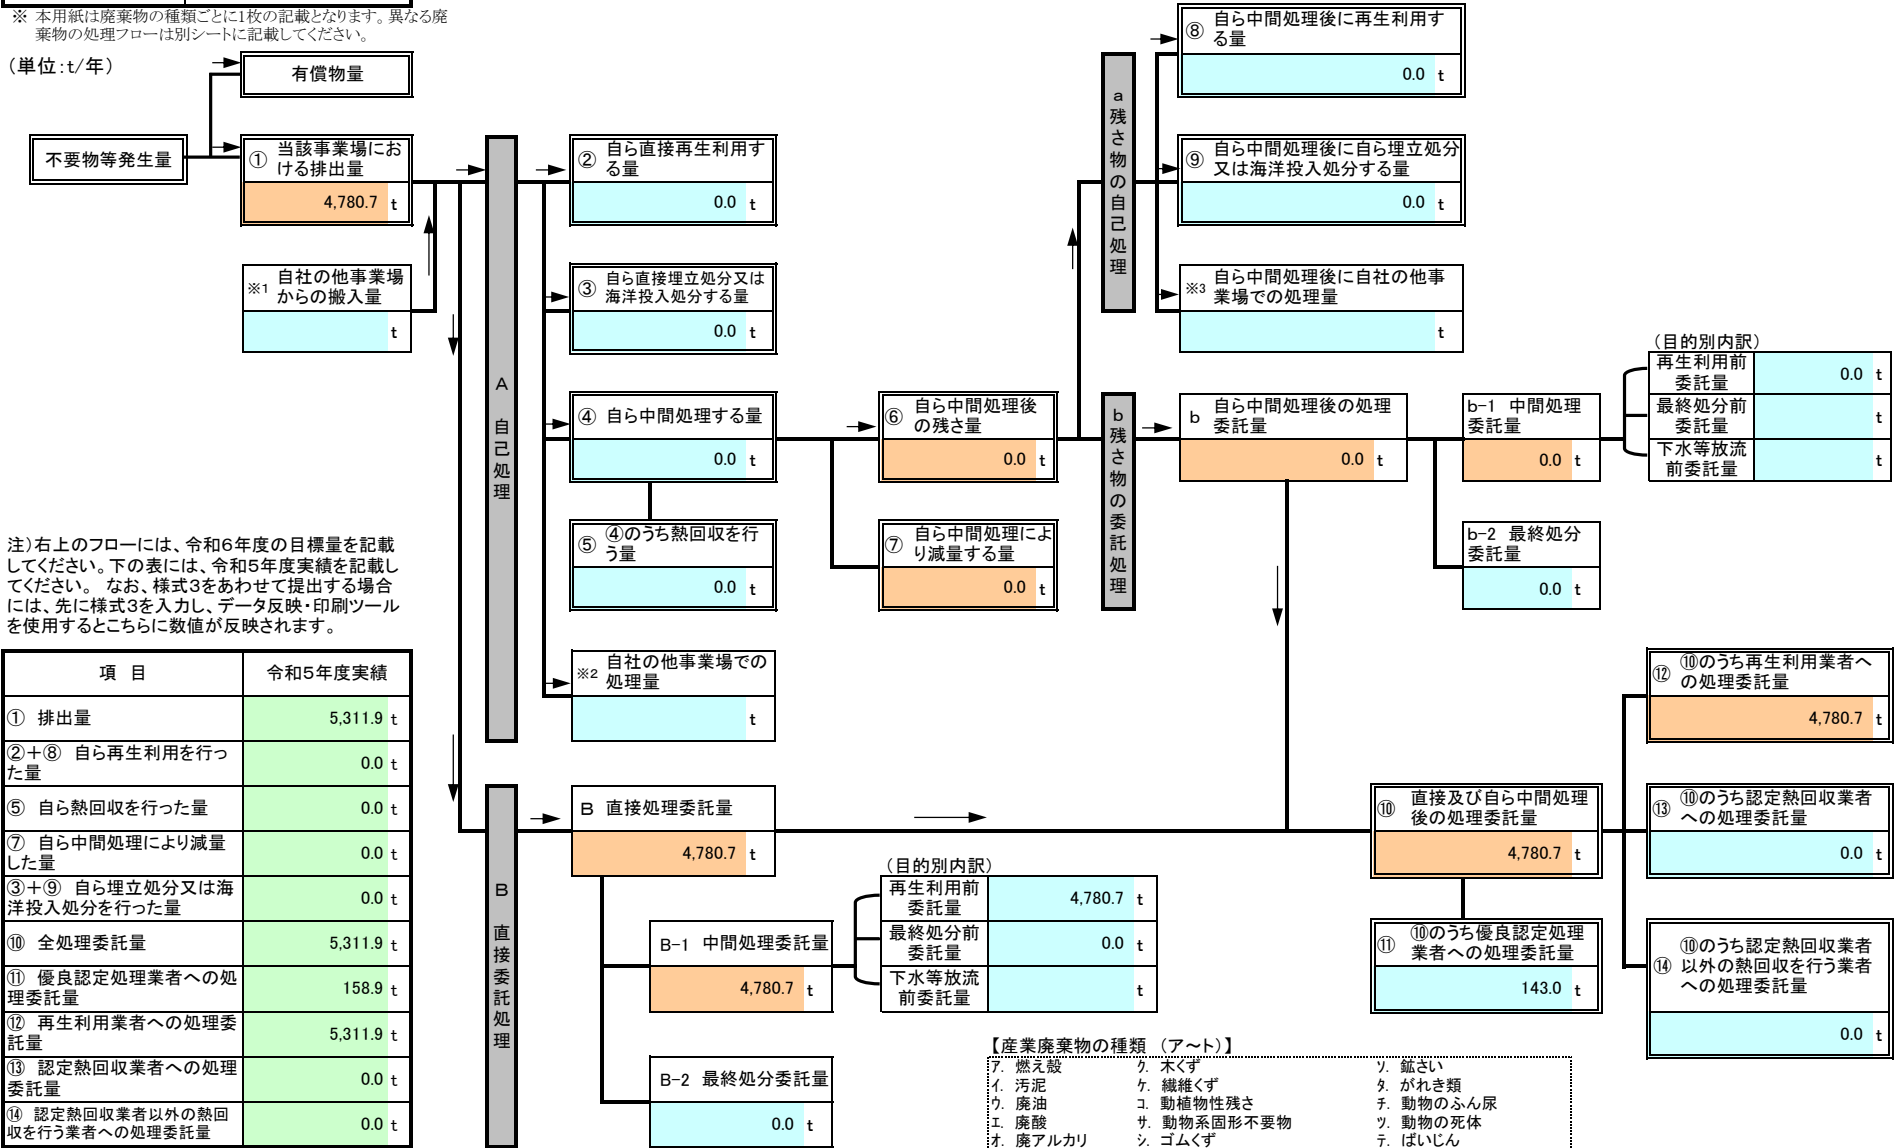 ※ 本用紙は廃棄物の種類ごとに1枚の記載となります。異なる廃
棄物の処理フローは別シートに記載してください。
(単位:t/年)
有償物量
不要物等発生量
① 当該事業場にお
ける排出量
4,780.7 t
※1 自社の他事業場
からの搬入量
t
A 自己処理
② 自ら直接再生利用す
る量
0.0 t
③ 自ら直接埋立処分又は
海洋投入処分する量
0.0 t
④ 自ら中間処理する量
0.0 t
⑤ ④のうち熱回収を行
う量
0.0 t
※2 自社の他事業場での
処理量
t
⑥ 自ら中間処理後
の残さ量
0.0 t
⑦ 自ら中間処理によ
り減量する量
0.0 t
a残さ物の自己処理
⑧ 自ら中間処理後に再生利用す
る量
0.0 t
⑨ 自ら中間処理後に自ら埋立処分
又は海洋投入処分する量
0.0 t
※3 自ら中間処理後に自社の他事
業場での処理量
t
b残さ物の委託処理
b 自ら中間処理後の処理
委託量
0.0 t
b-1 中間処理
委託量
0.0 t
b-2 最終処分
委託量
0.0 t
(目的別内訳)
再生利用前
委託量
0.0 t
最終処分前
委託量
t
下水等放流
前委託量
t
注)右上のフローには、令和6年度の目標量を記載
してください。下の表には、令和5年度実績を記載し
てください。 なお、様式3をあわせて提出する場合
には、先に様式3を入力し、データ反映・印刷ツール
を使用するとこちらに数値が反映されます。
項 目 令和5年度実績
① 排出量 5,311.9 t
②+⑧ 自ら再生利用を行っ
た量
0.0 t
⑤ 自ら熱回収を行った量 0.0 t
⑦ 自ら中間処理により減量
した量
0.0 t
③+⑨ 自ら埋立処分又は海
洋投入処分を行った量
0.0 t
⑩ 全処理委託量 5,311.9 t
⑪ 優良認定処理業者への処
理委託量
158.9 t
⑫ 再生利用業者への処理委
託量
5,311.9 t
⑬ 認定熱回収業者への処理
委託量
0.0 t
⑭ 認定熱回収業者以外の熱回
収を行う業者への処理委託量
0.0 t
B 直接委託処理
B 直接処理委託量
4,780.7 t
B-1 中間処理委託量
4,780.7 t
B-2 最終処分委託量
0.0 t
(目的別内訳)
再生利用前
委託量
4,780.7 t
最終処分前
委託量
0.0 t
下水等放流
前委託量
t
⑩ 直接及び自ら中間処理
後の処理委託量
4,780.7 t
⑪ ⑩のうち優良認定処理
業者への処理委託量
143.0 t
⑫ ⑩のうち再生利用業者へ
の処理委託量
4,780.7 t
⑬ ⑩のうち認定熱回収業者
への処理委託量
0.0 t
⑭ ⑩のうち認定熱回収業者
以外の熱回収を行う業者
への処理委託量
0.0 t
【産業廃棄物の種類 (ア~ト)】
ア. 燃え殻 ク. 木くず ソ. 鉱さい
イ. 汚泥 ケ. 繊維くず タ. がれき類
ウ. 廃油 コ. 動植物性残さ チ. 動物のふん尿
エ. 廃酸 サ. 動物系固形不要物 ツ. 動物の死体
オ. 廃アルカリ シ. ゴムくず テ. ばいじん